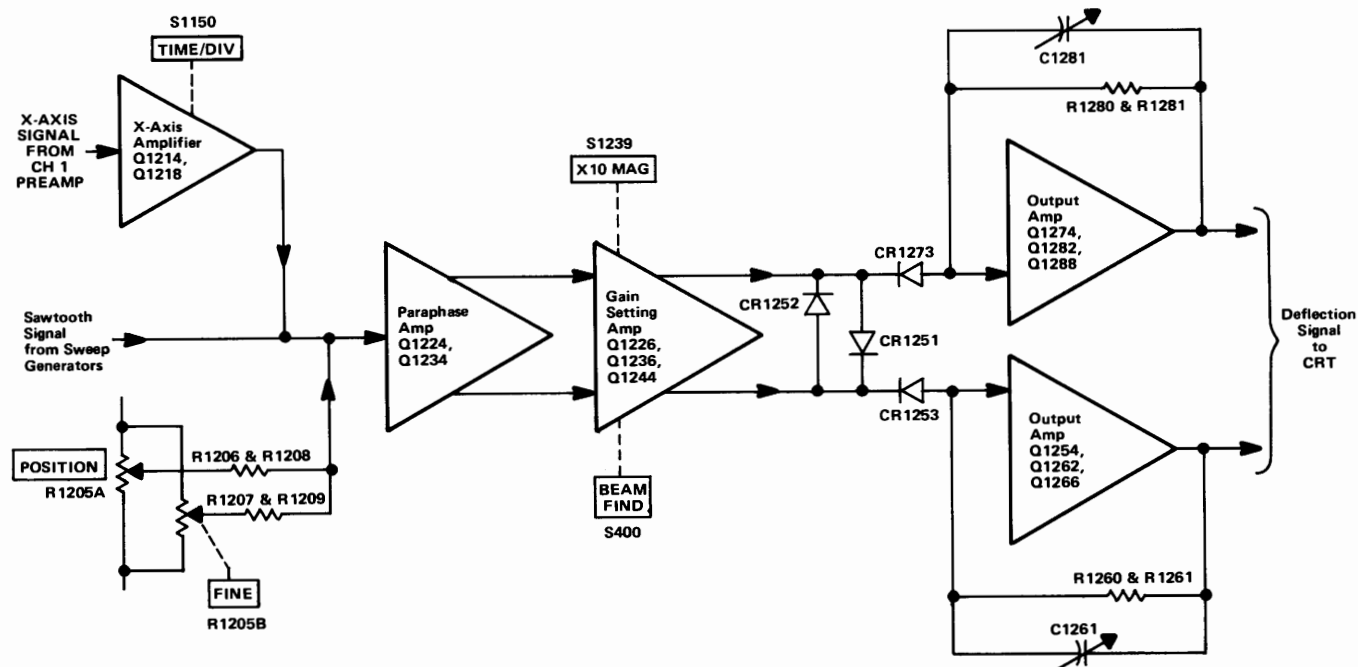 S1150
TIME/DIV
X-AXIS
SIGNAL
FROM
CH 1
PREAMP
X-Axis
Amplifier
Q1214,
Q1218
Sawtooth
Signal
from Sweep
Generators
POSITION
R1205A
R1206 & R1208
R1207 & R1209
FINE
R1205B
Paraphase
Amp
Q1224,
Q1234
S1239
X10 MAG
Gain
Setting
Amp
Q1226,
Q1236,
Q1244
BEAM
FIND
S400
CR1252
CR1251
CR1273
CR1253
C1281
R1280 & R1281
Output
Amp
Q1274,
Q1282,
Q1288
Output
Amp
Q1254,
Q1262,
Q1266
R1260 & R1261
C1261
Deflection
Signal
to
CRT